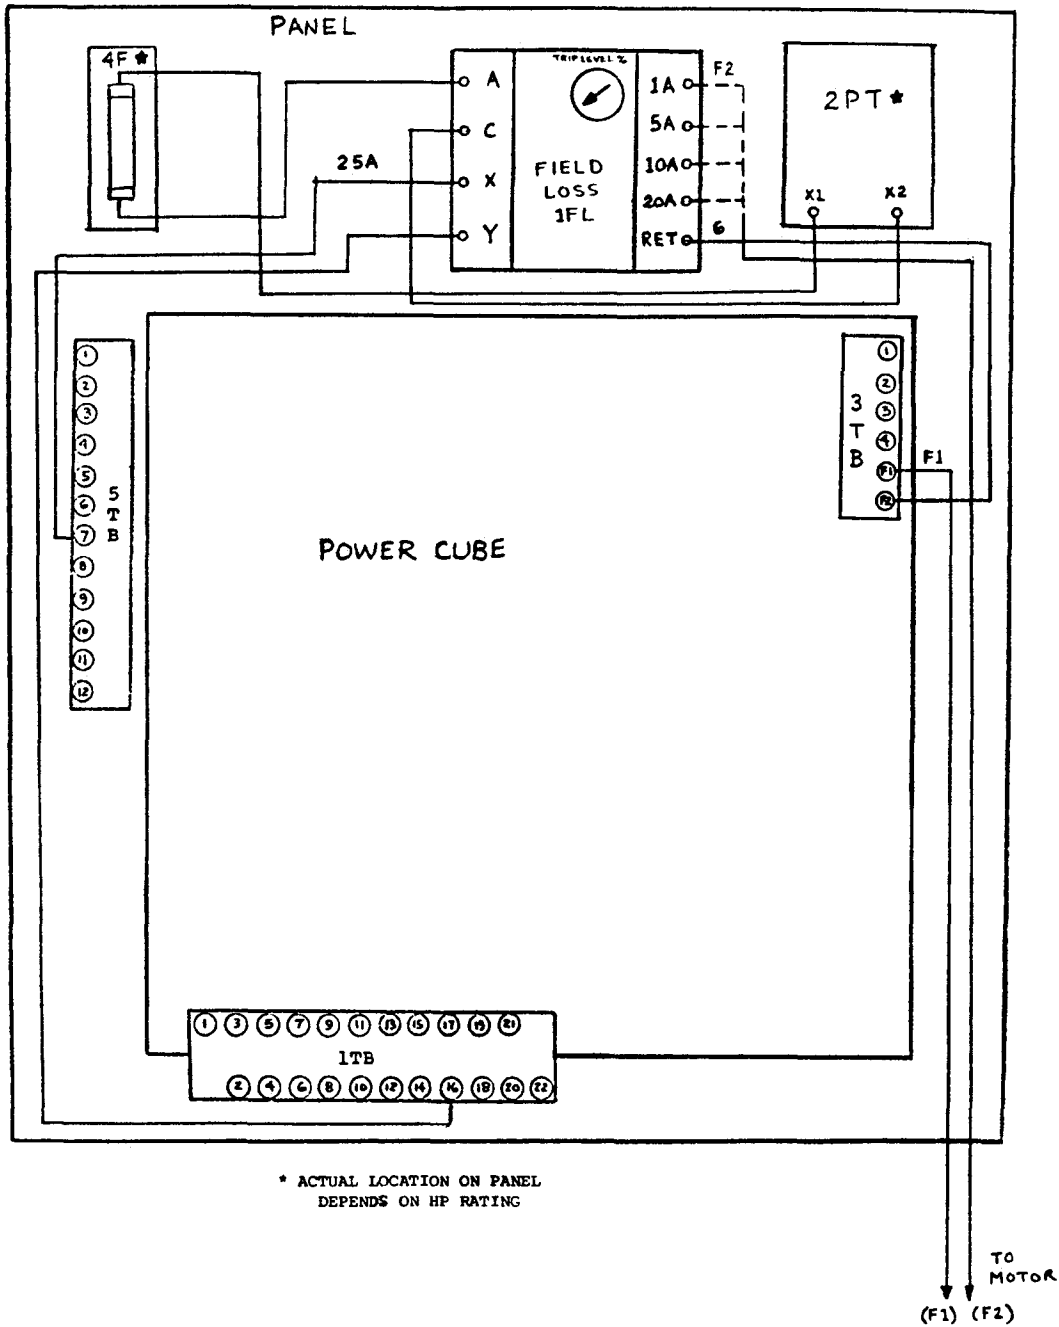 PANEL
4F *
TRIP LEVEL %
A
C
25A
X
Y
FIELD
LOSS
1FL
1A
F2
5A
10A
20A
RET
6
2PT *
X1
X2
1
2
3
4
5
6
7
8
9
10
11
12
5
T
B
1
2
3
4
F1
F2
3
T
B
F1
POWER CUBE
1 3 5 7 9 11 13 15 17 19 21
1TB
2 4 6 8 10 12 14 16 18 20 22
* ACTUAL LOCATION ON PANEL
DEPENDS ON HP RATING
TO
MOTOR
(F1) (F2)